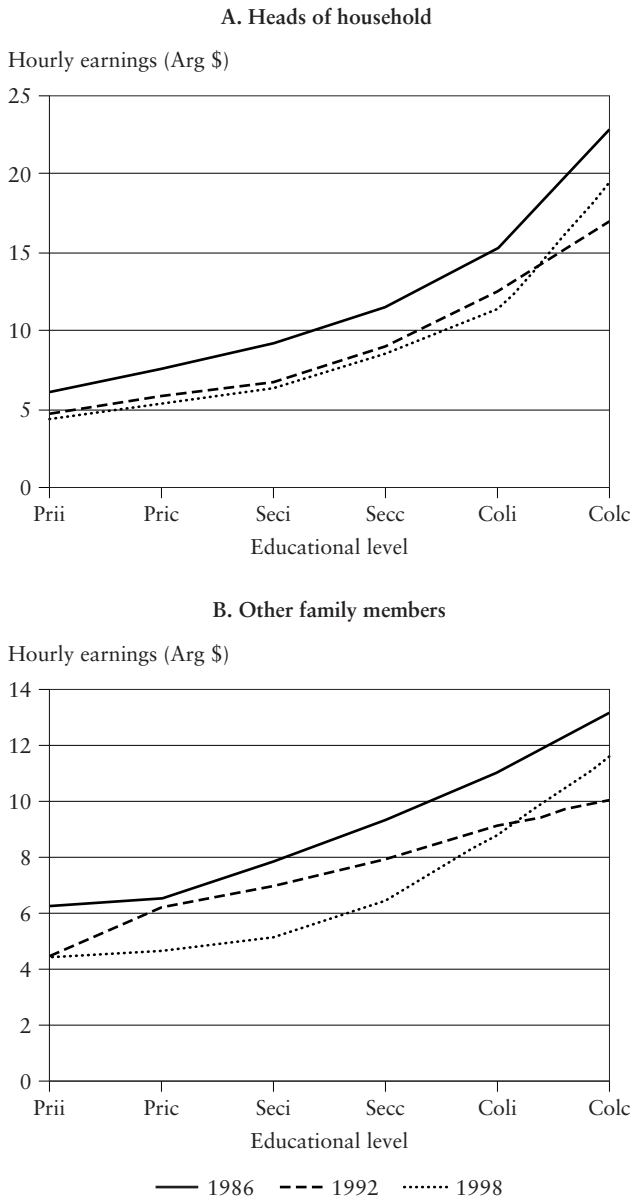 A. Heads of household
Hourly earnings (Arg $)
25
20
15
10
5
0
Prii Pric Seci Secc Coli Colc
Educational level
B. Other family members
Hourly earnings (Arg $)
14
12
10
8
6
4
2
0
Prii Pric Seci Secc Coli Colc
Educational level
1986 1992 1998